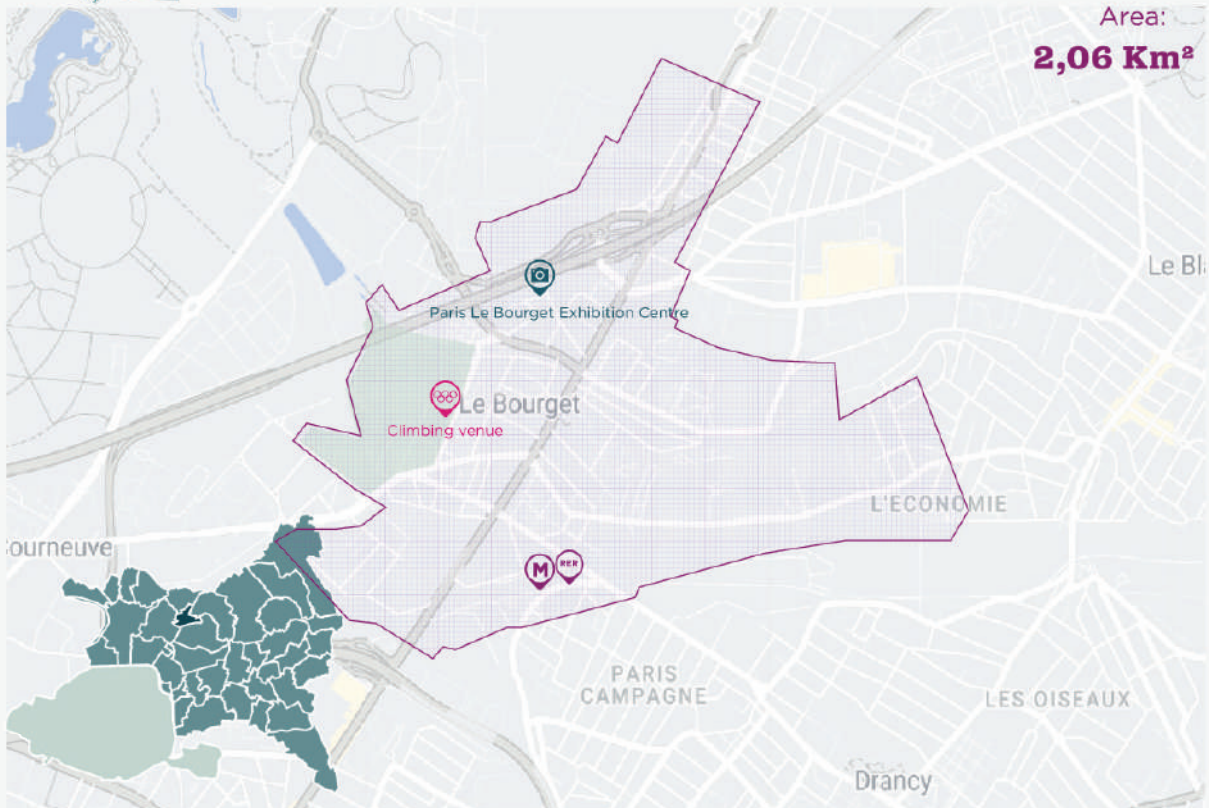 Area:
2,06 Km²
Le Bl
Paris Le Bourget Exhibition Centre
Le Bourget
Climbing venue
L'ECONOMIE
ourneuve
M
RER
PARIS
CAMPAGNE
LES OISEAUX
Drancy